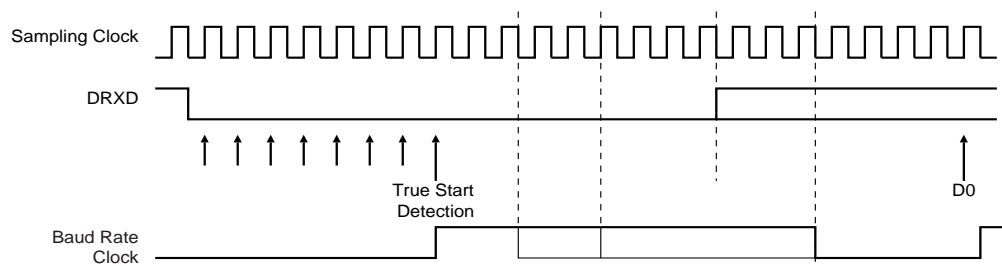 Sampling Clock
DRXD
True Start
Detection
D0
Baud Rate
Clock